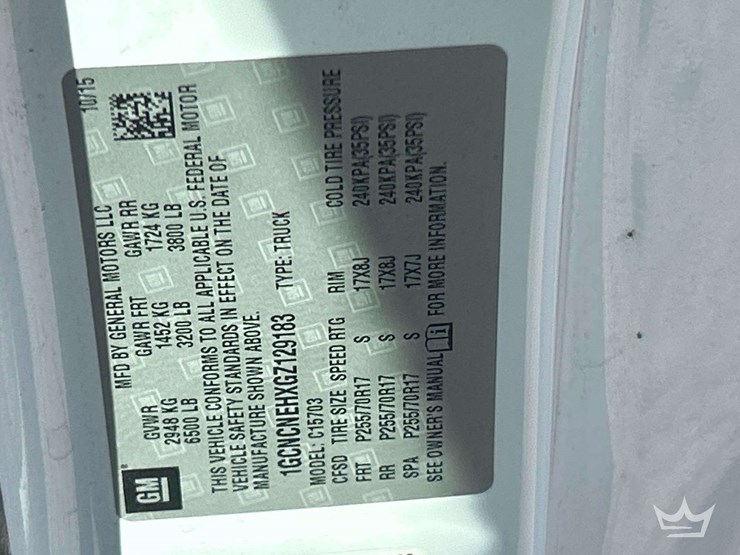 GM
MFD BY GENERAL MOTORS LLC 10/15
GVWR GAWR FRT GAWR RR
2948 KG 1452 KG 1724 KG
6500 LB 3200 LB 3800 LB
THIS VEHICLE CONFORMS TO ALL APPLICABLE U.S. FEDERAL MOTOR
VEHICLE SAFETY STANDARDS IN EFFECT ON THE DATE OF
MANUFACTURE SHOWN ABOVE.
1GCNCNEHXGZ129183 TYPE: TRUCK
MODEL: C15703
CFSD TIRE SIZE SPEED RTG RIM COLD TIRE PRESSURE
FRT P255/70R17 S 17X8J 240KPA(35PSI)
RR P255/70R17 S 17X8J 240KPA(35PSI)
SPA P255/70R17 S 17X7J 240KPA(35PSI)
SEE OWNER'S MANUAL i FOR MORE INFORMATION.